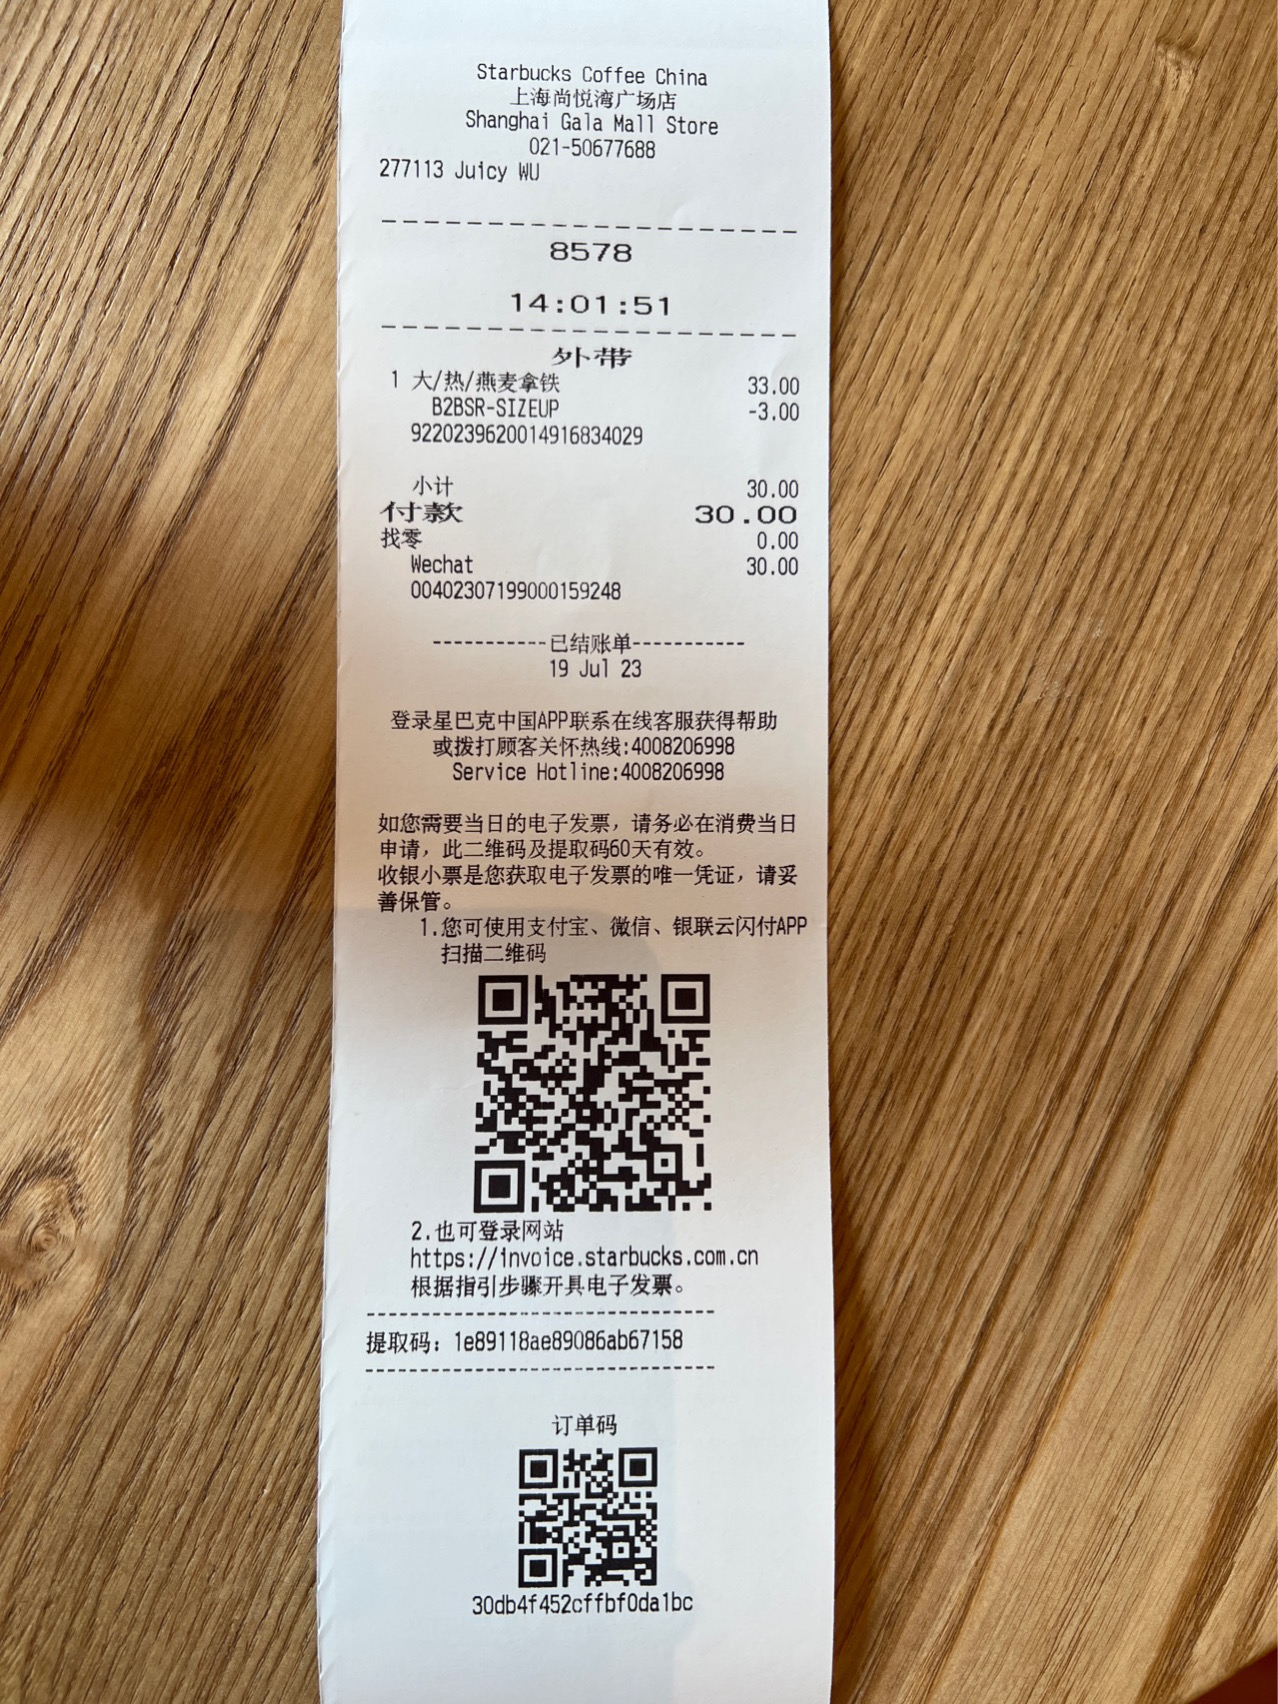 Starbucks Coffee China
上海尚悦湾广场店
Shanghai Gala Mall Store
021-50677688
277113 Juicy WU
8578
14:01:51
外带
1 大/热/燕麦拿铁 33.00
B2BSR-SIZEUP -3.00
9220239620014916834029
小计 30.00
付款 30.00
找零 0.00
Wechat 30.00
00402307199000159248
-----------已结账单-----------
19 Jul 23
登录星巴克中国APP联系在线客服获得帮助
或拨打顾客关怀热线:4008206998
Service Hotline:4008206998
如您需要当日的电子发票，请务必在消费当日
申请，此二维码及提取码60天有效。
收银小票是您获取电子发票的唯一凭证，请妥
善保管。
1.您可使用支付宝、微信、银联云闪付APP
扫描二维码
2.也可登录网站
https://invoice.starbucks.com.cn
根据指引步骤开具电子发票。
提取码：1e89118ae89086ab67158
订单码
30db4f452cffbf0da1bc